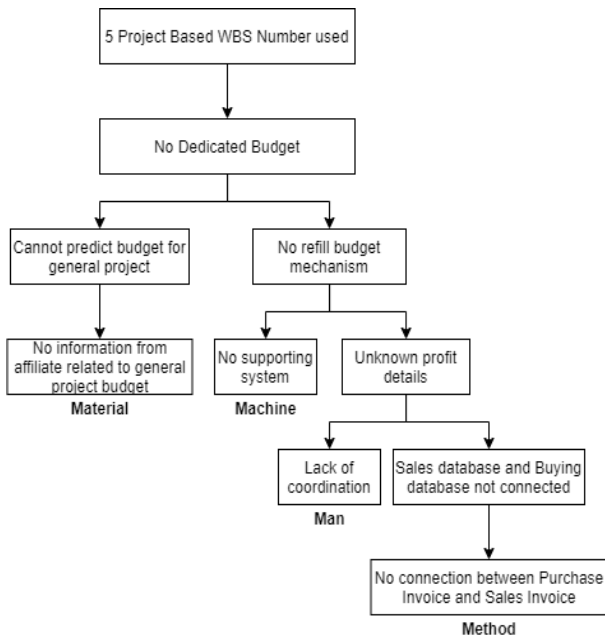 5 Project Based WBS Number used
No Dedicated Budget
Cannot predict budget for
general project
No refill budget
mechanism
No information from
affiliate related to general
project budget
Material
No supporting
system
Machine
Unknown profit
details
Lack of
coordination
Man
Sales database and Buying
database not connected
No connection between Purchase
Invoice and Sales Invoice
Method